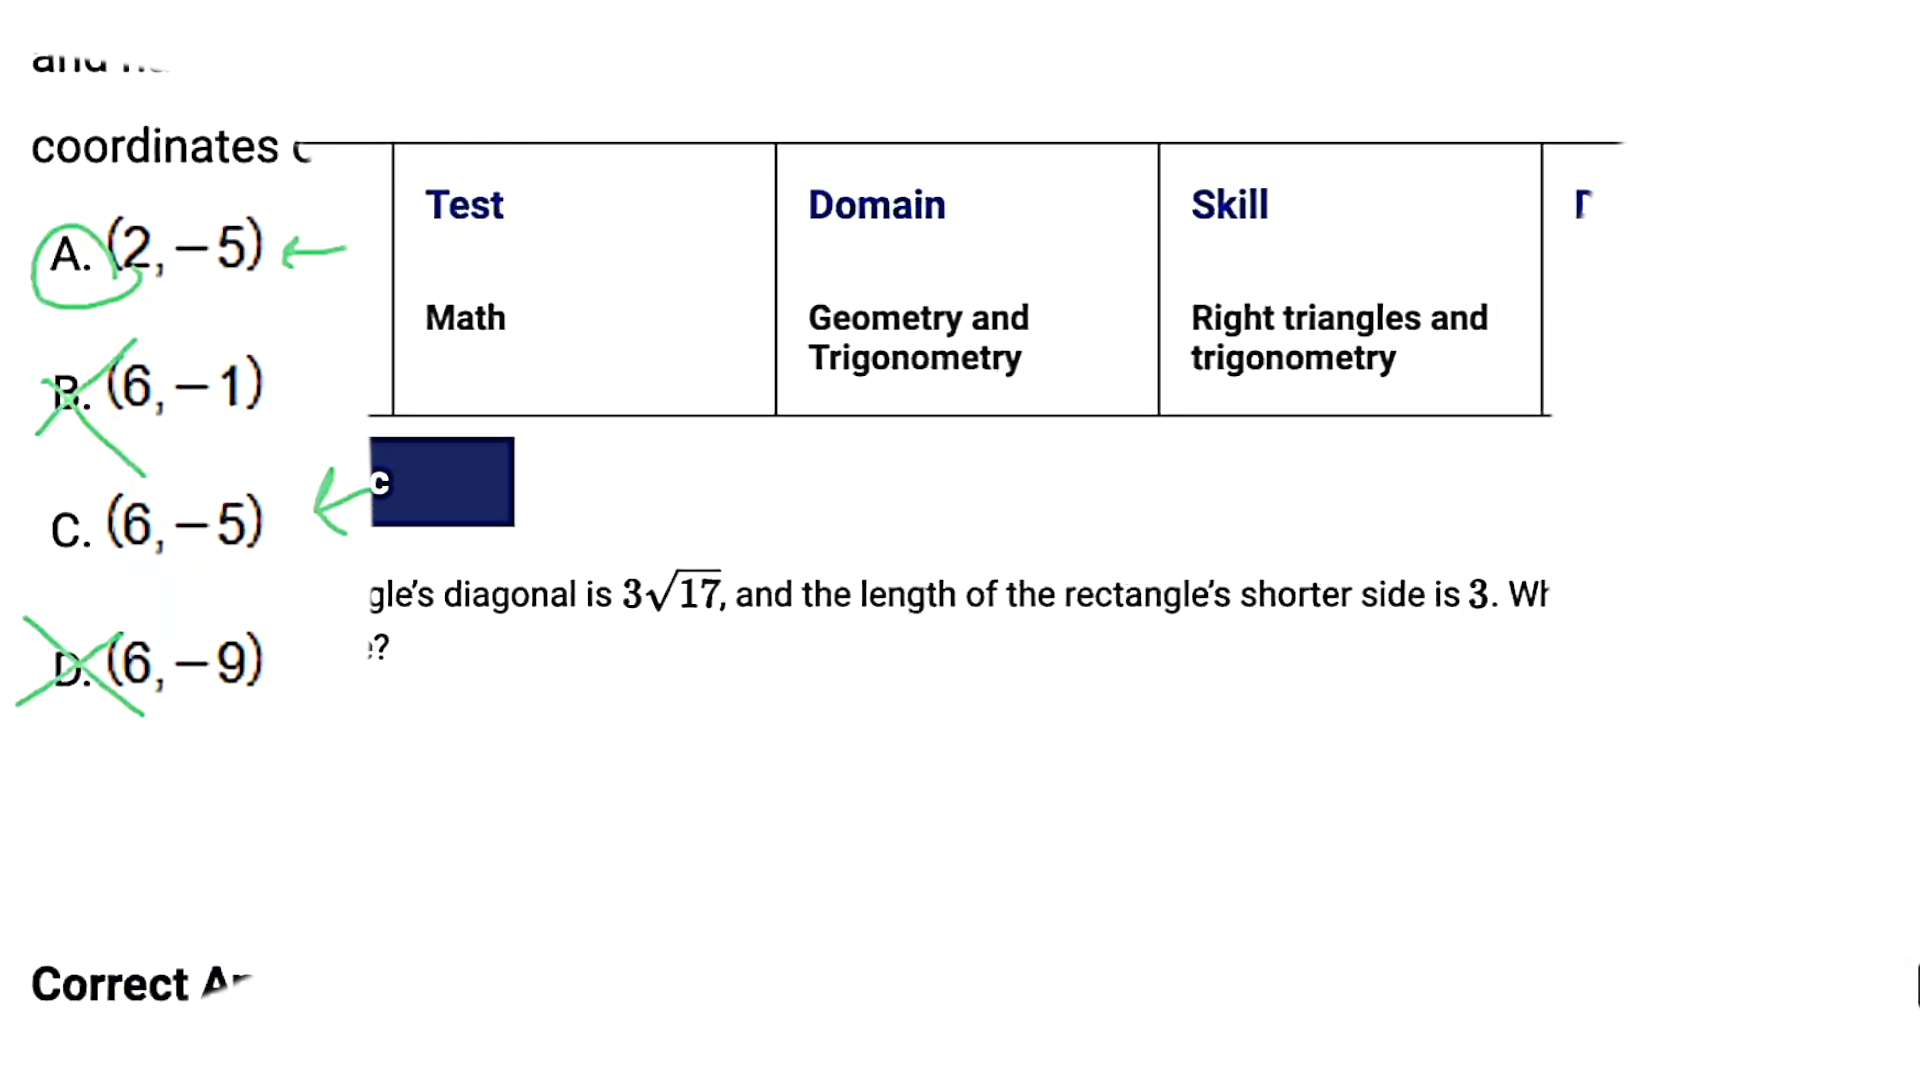 coordinates
A. (2, −5)
B. (6, −1)
C. (6, −5)
D. (6, −9)
Test Domain Skill
Math Geometry and Trigonometry Right triangles and trigonometry
c
gle’s diagonal is 3√17, and the length of the rectangle’s shorter side is 3.
?
Correct